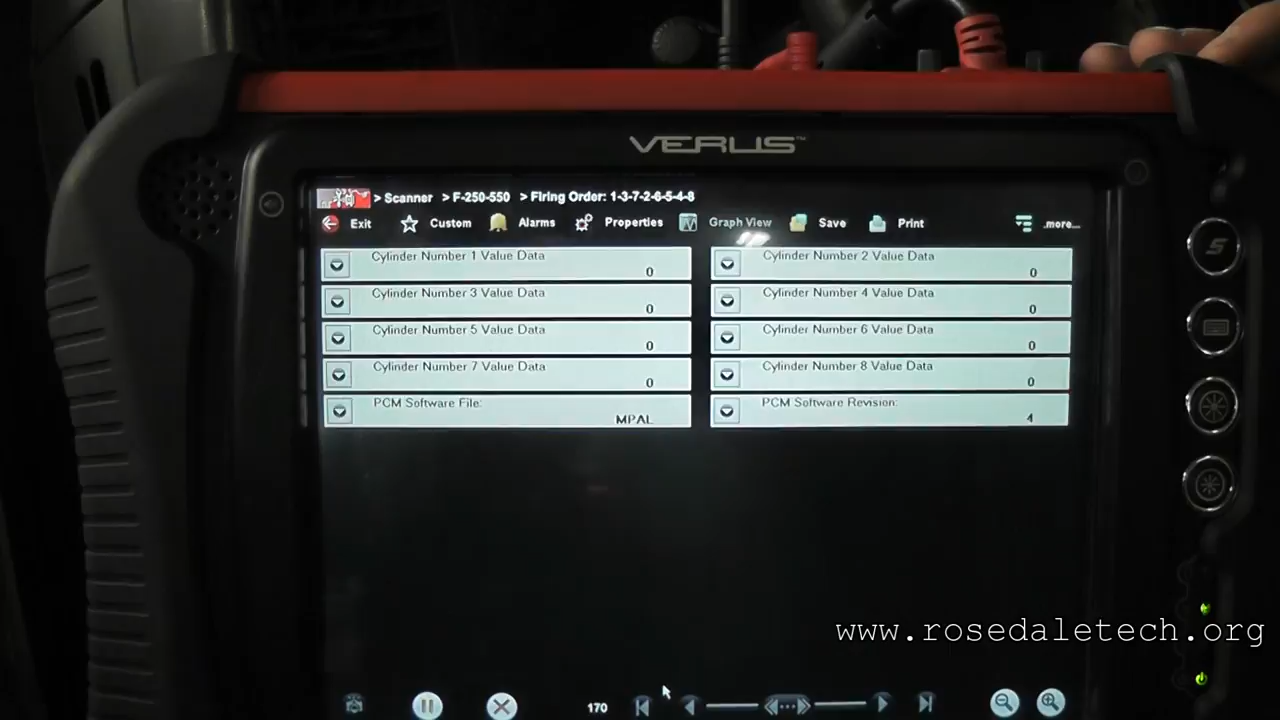 VERUS™
> Scanner > F-250-550 > Firing Order: 1-3-7-2-6-5-4-8
Exit Custom Alarms Properties Graph View Save Print .more...
Cylinder Number 1 Value Data 0
Cylinder Number 2 Value Data 0
Cylinder Number 3 Value Data 0
Cylinder Number 4 Value Data 0
Cylinder Number 5 Value Data 0
Cylinder Number 6 Value Data 0
Cylinder Number 7 Value Data 0
Cylinder Number 8 Value Data 0
PCM Software File: MPAL
PCM Software Revision: 4
S
www.rosedaletech.org
170